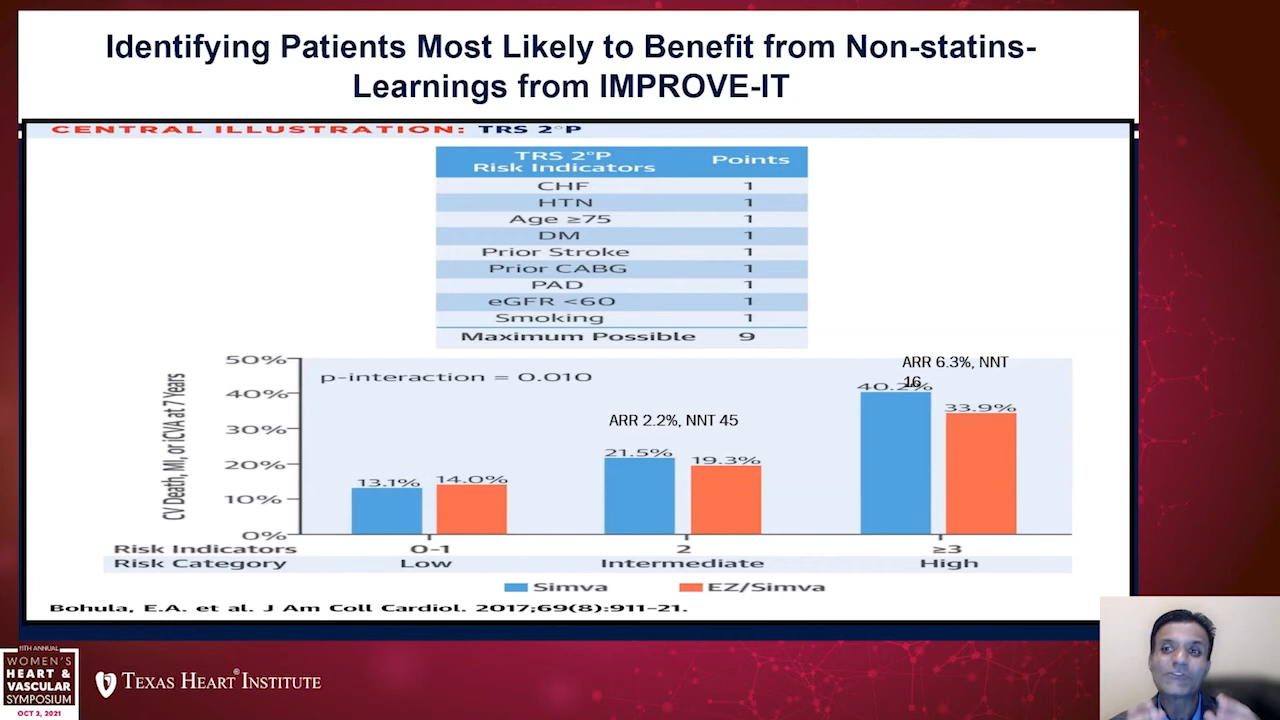 Identifying Patients Most Likely to Benefit from Non-statins-
Learnings from IMPROVE-IT
CENTRAL ILLUSTRATION: TRS 2°P
TRS 2°P
Risk Indicators
Points
CHF 1
HTN 1
Age ≥75 1
DM 1
Prior Stroke 1
Prior CABG 1
PAD 1
eGFR <60 1
Smoking 1
Maximum Possible 9
CV Death, MI, or iCVA at 7 Years
50%
40%
30%
20%
10%
0%
p-interaction = 0.010
13.1% 14.0%
ARR 2.2%, NNT 45
21.5% 19.3%
ARR 6.3%, NNT
16
40.2% 33.9%
Risk Indicators 0-1 2 ≥3
Risk Category Low Intermediate High
Simva EZ/Simva
Bohula, E.A. et al. J Am Coll Cardiol. 2017;69(8):911-21.
11TH ANNUAL
WOMEN'S
HEART &
VASCULAR
SYMPOSIUM
OCT 2, 2021
TEXAS HEART® INSTITUTE